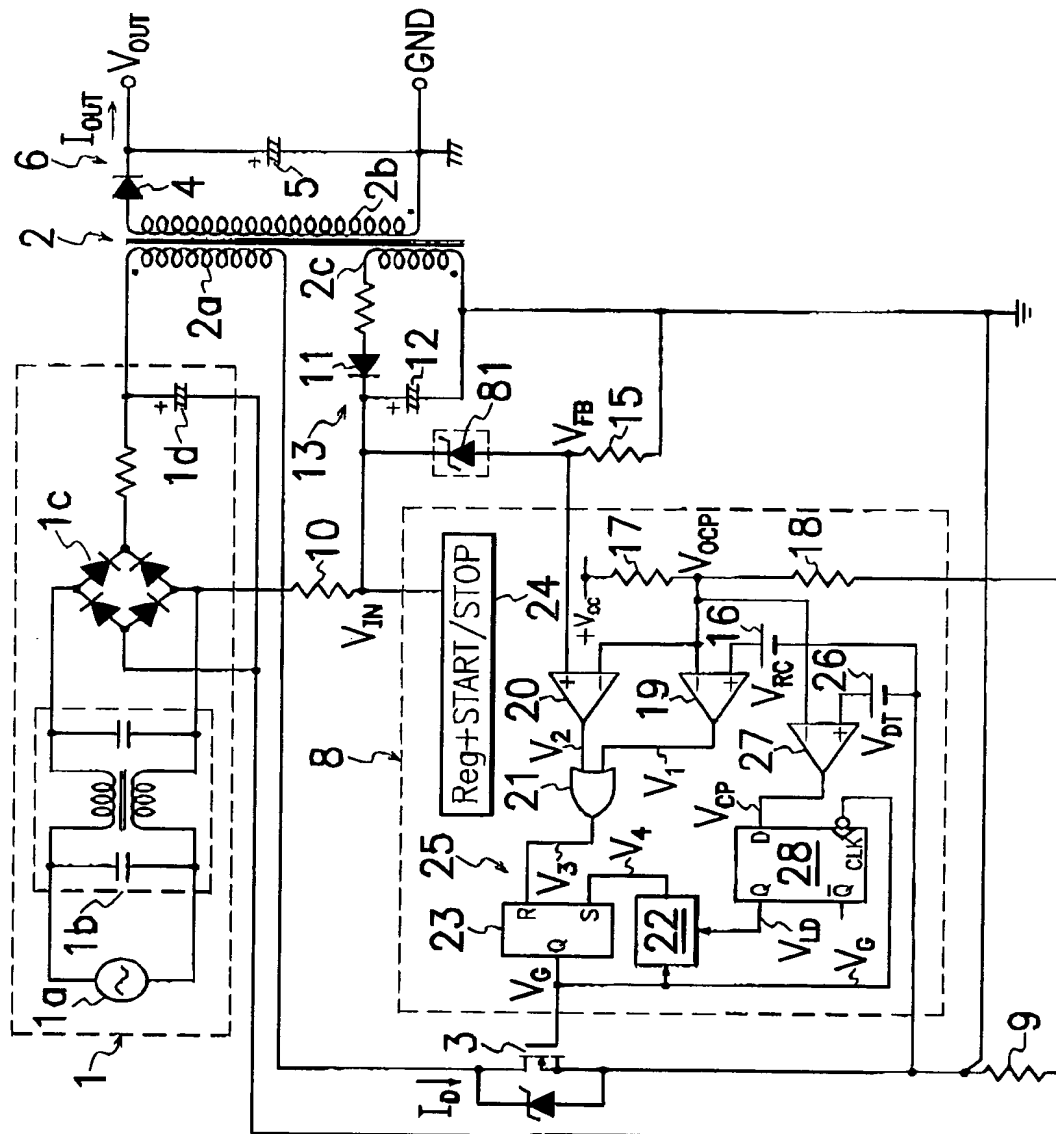 1
1a
1b
1c
1d
2
2a
2b
2c
6
4
5
I_OUT
V_OUT
GND
10
11
12
13
81
V_IN
V_FB
15
8
Reg+START/STOP
24
+V_CC
17
V_OCP
18
20
19
16
V_RC
V_2
V_1
21
26
V_DT
27
V_CP
25
V_3
V_4
23
R
S
Q
22
28
D
Q
CLK
Q̅
V_LD
V_G
V_G
3
I_D
9